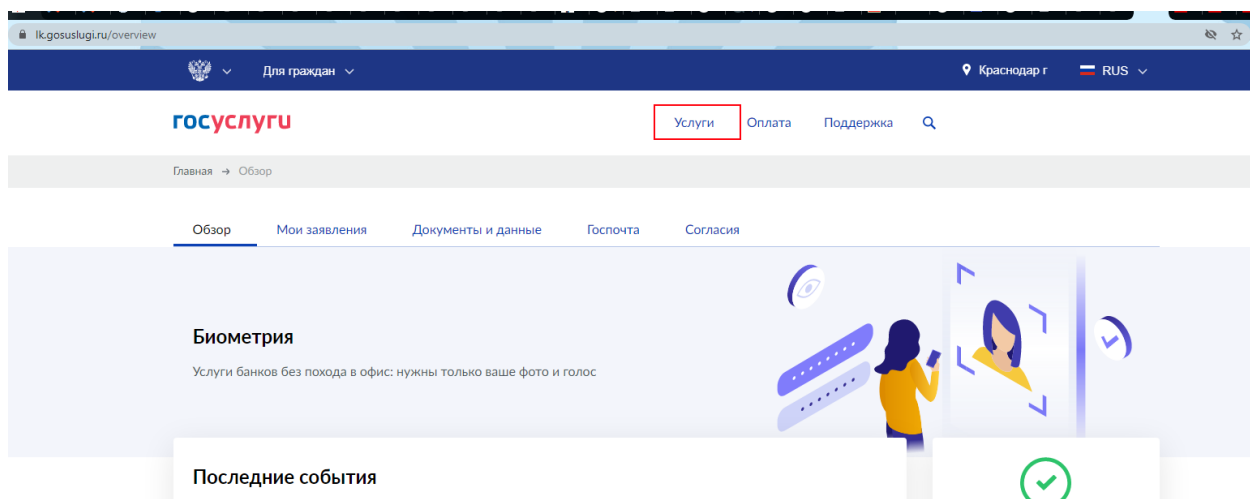 lk.gosuslugi.ru/overview
Для граждан Краснодар г RUS
госуслуги Услуги Оплата Поддержка
Главная → Обзор
Обзор Мои заявления Документы и данные Госпочта Согласия
Биометрия
Услуги банков без похода в офис: нужны только ваше фото и голос
Последние события